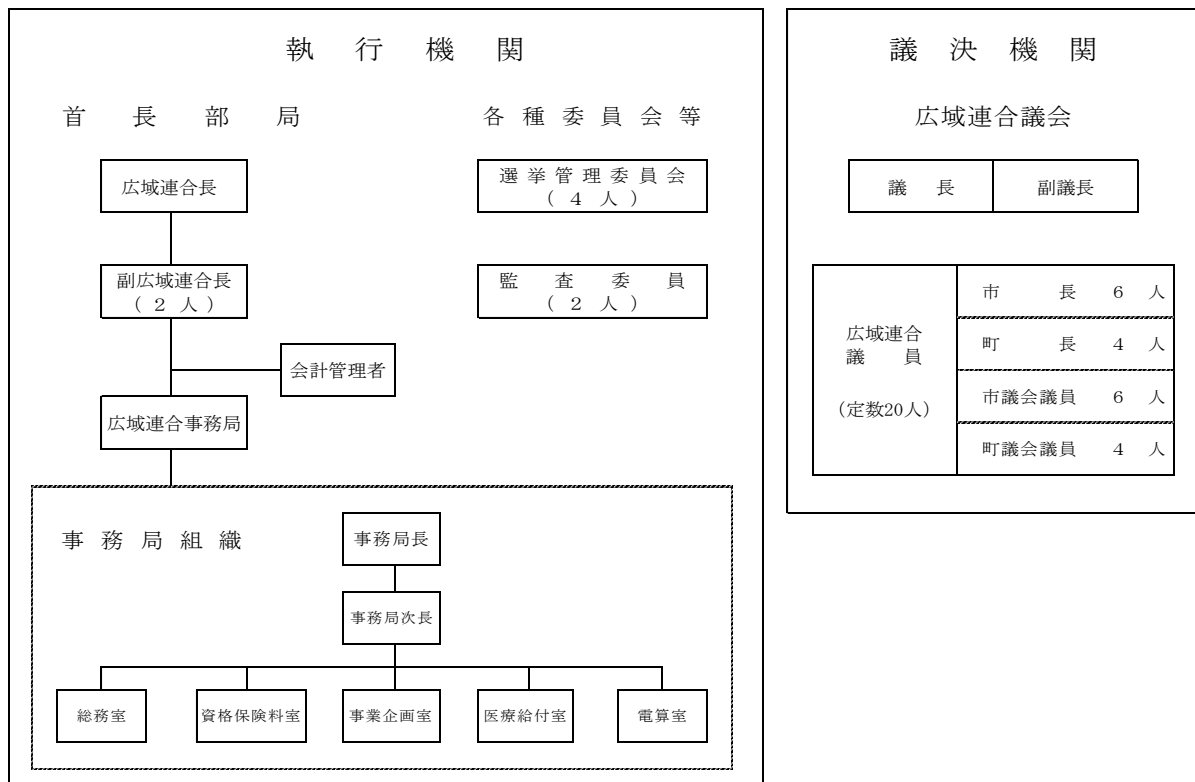 執行機関
首長部局
各種委員会等
広域連合長
選挙管理委員会
(4人)
副広域連合長
(2人)
監査委員
(2人)
会計管理者
広域連合事務局
事務局組織
事務局長
事務局次長
総務室
資格保険料室
事業企画室
医療給付室
電算室
議決機関
広域連合議会
議長
副議長
広域連合
議員
(定数20人)
市長 6人
町長 4人
市議会議員 6人
町議会議員 4人